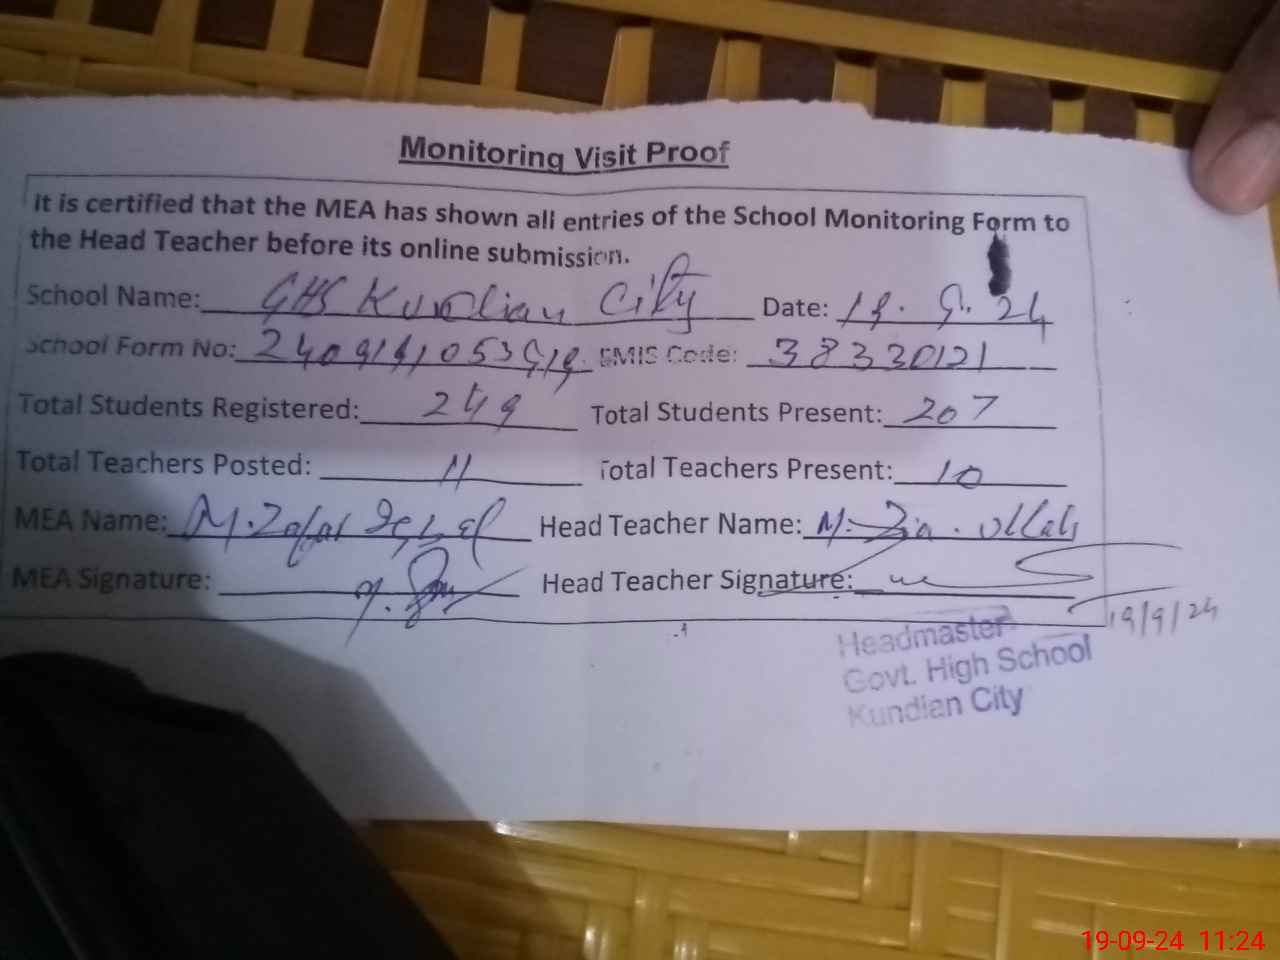 Monitoring Visit Proof
It is certified that the MEA has shown all entries of the School Monitoring Form to
the Head Teacher before its online submission.
School Name: GHS Kundian City Date: 19. 9. 24
School Form No: EMIS Code: 38330121
Total Students Registered: 249 Total Students Present: 207
Total Teachers Posted: 11 Total Teachers Present: 10
MEA Name: M. Zafar Iqbal Head Teacher Name: M. Zia. Ullah
MEA Signature: Head Teacher Signature:
19/9/24
Headmaster
Govt. High School
Kundian City
19-09-24 11:24